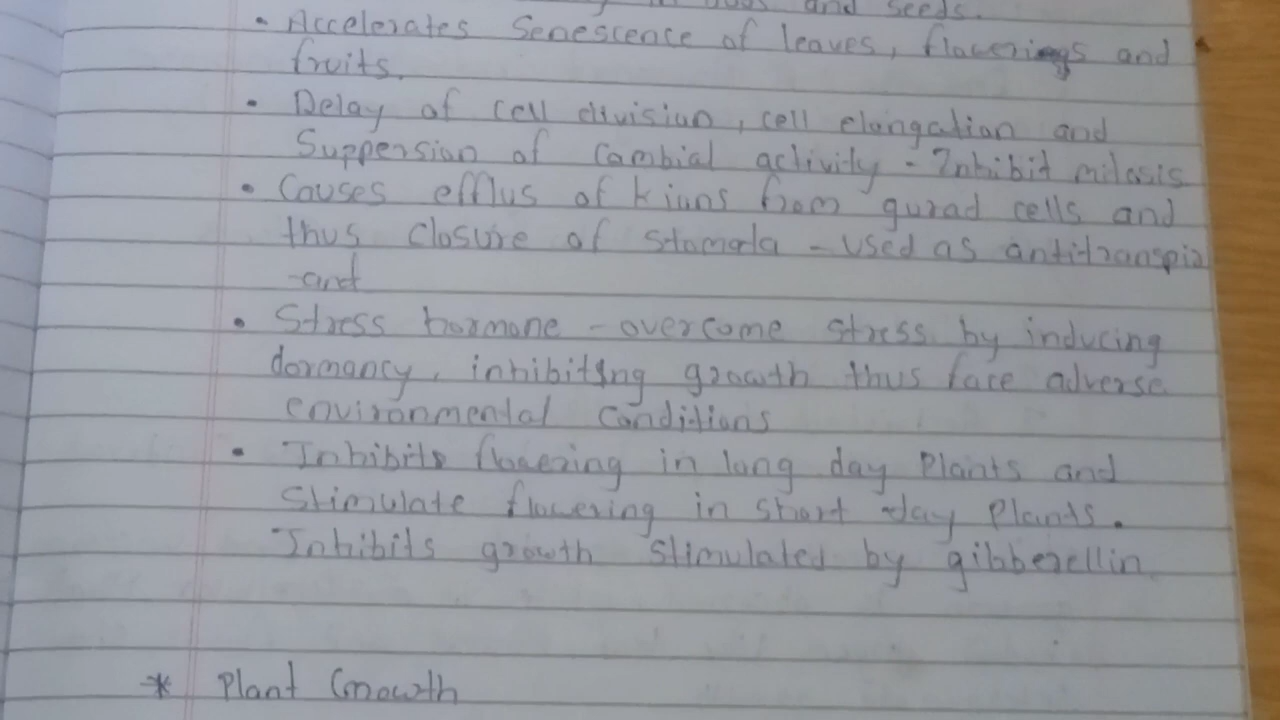 and seeds.
• Accelerates Senescence of leaves, flowerings and
fruits.
• Delay of cell division, cell elongation and
Suppersion of Cambial activity - Inhibit mitosis
• Causes efflus of k ions from gurad cells and
thus closure of stomata - used as antitranspir
-ant
• Stress hormone - overcome stress by inducing
dormancy, inhibiting growth thus face adverse
environmental conditions
• Inhibits flowering in long day Plants and
Stimulate flowering in short day Plants.
Inhibits growth stimulated by gibberellin
* Plant Growth